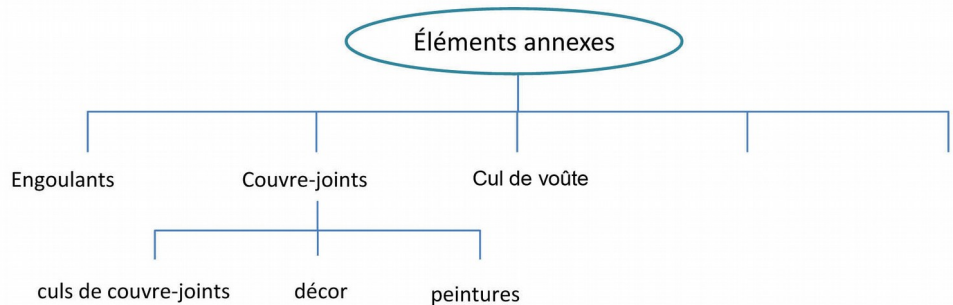 Éléments annexes
Engoulants Couvre-joints Cul de voûte
culs de couvre-joints décor peintures